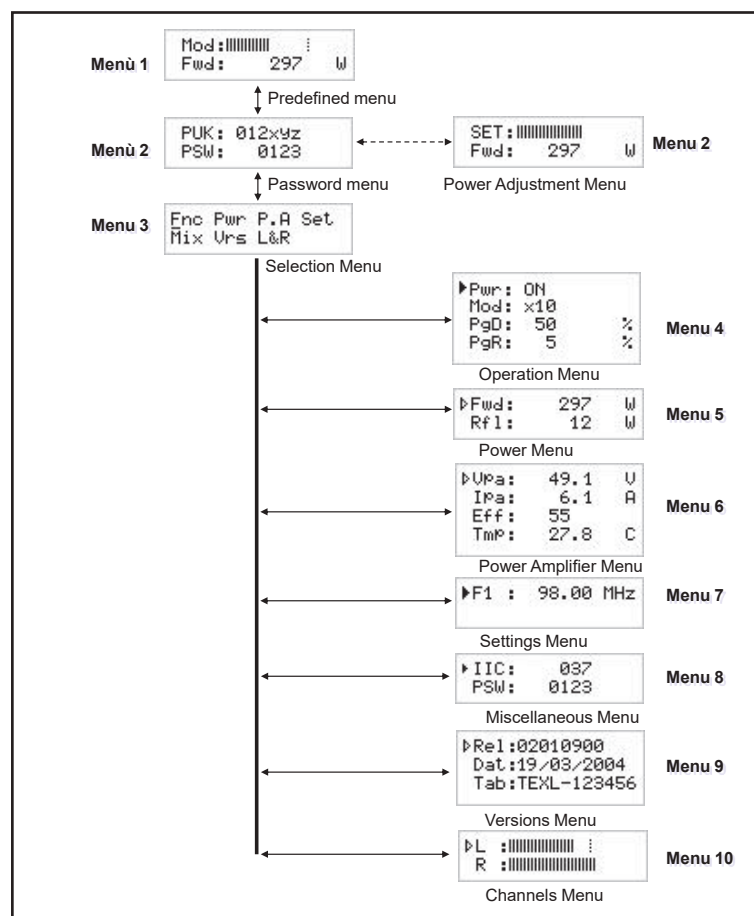 Menù 1
Mod:
Fwd: 297 W
Predefined menu
Menù 2
PUK: 012xyz
PSW: 0123
SET:
Fwd: 297 W
Menu 2
Password menu
Power Adjustment Menu
Menu 3
Fnc Pwr P.A Set
Mix Vrs L&R
Selection Menu
Pwr: ON
Mod: x10
PgD: 50 %
PgR: 5 %
Menu 4
Operation Menu
Fwd: 297 W
Rfl: 12 W
Menu 5
Power Menu
Vpa: 49.1 V
Ipa: 6.1 A
Eff: 55
Tmp: 27.8 C
Menu 6
Power Amplifier Menu
F1 : 98.00 MHz
Menu 7
Settings Menu
IIC: 037
PSW: 0123
Menu 8
Miscellaneous Menu
Rel:02010900
Dat:19/03/2004
Tab:TEXL-123456
Menu 9
Versions Menu
L :
R :
Menu 10
Channels Menu